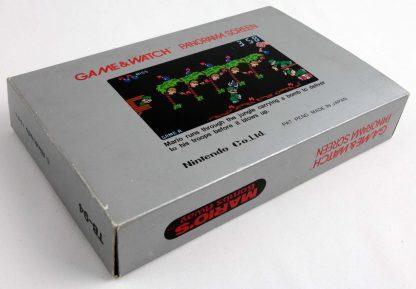 GAME&WATCH PANORAMA SCREEN
MISS
GAME A
Mario runs through the jungle carrying a bomb to deliver
to his troops before it blows up.
PAT. PEND. MADE IN JAPAN
Nintendo Co., Ltd.
GAME&WATCH
PANORAMA SCREEN
MARIO'S
Bombs Away
TB-94